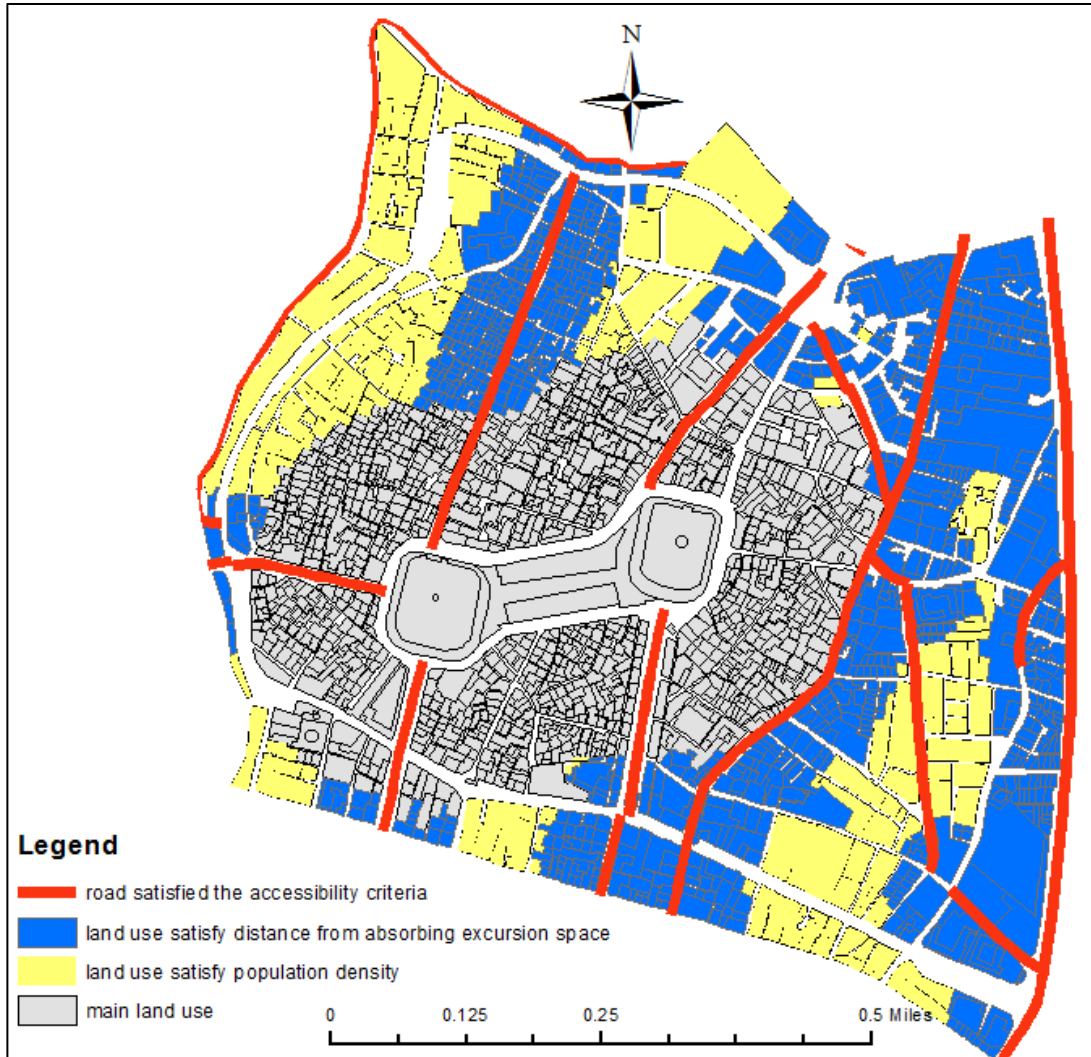 N
Legend
road satisfied the accessibility criteria
land use satisfy distance from absorbing excursion space
land use satisfy population density
main land use
0 0.125 0.25 0.5 Miles